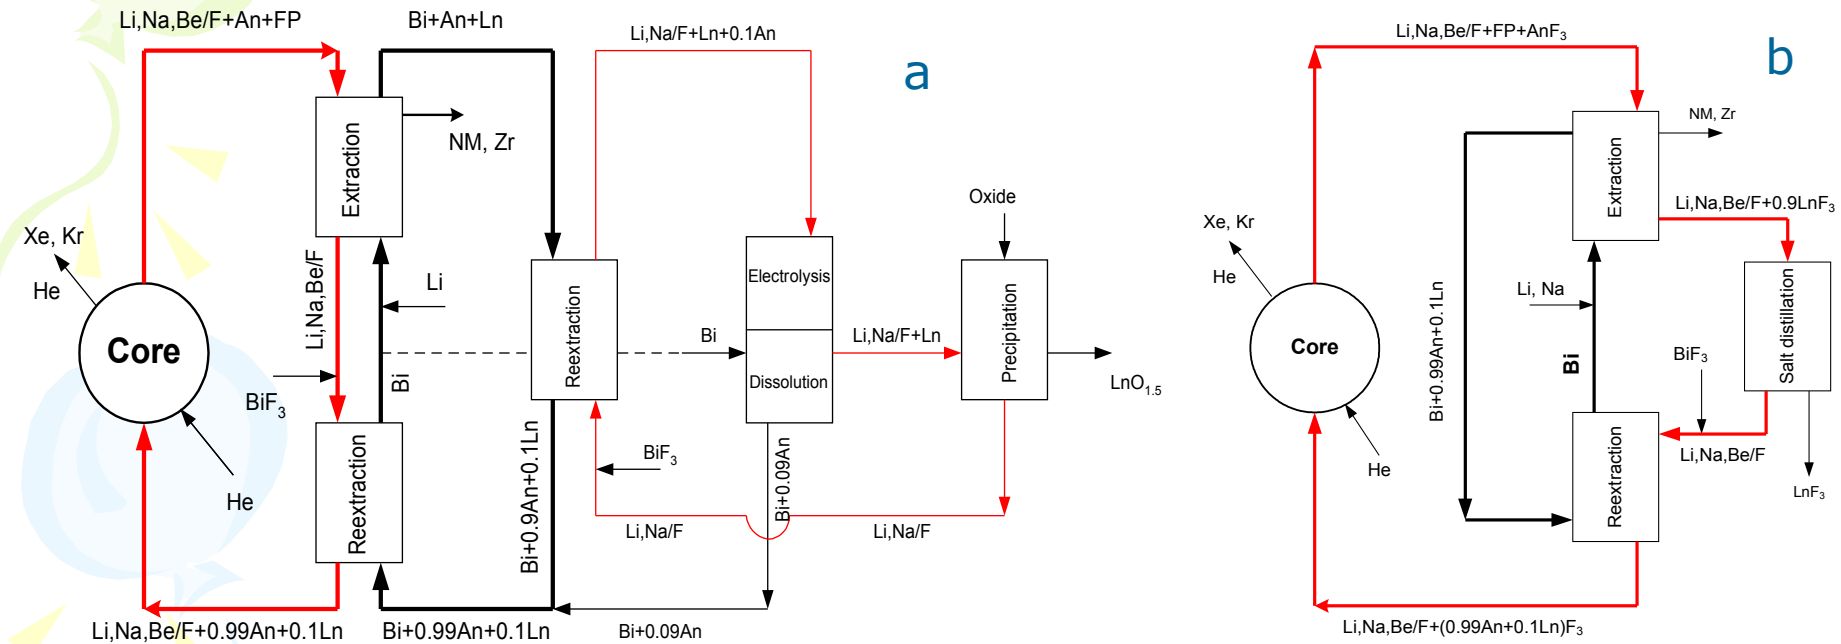 Li,Na,Be/F+An+FP
Bi+An+Ln
Li,Na/F+Ln+0.1An
a
Extraction
NM, Zr
Xe, Kr
He
Core
He
Li,Na,Be/F
Li
BiF3
Bi
Reextraction
Li,Na,Be/F+0.99An+0.1Ln
Bi+0.99An+0.1Ln
Reextraction
Bi+0.9An+0.1Ln
BiF3
Li,Na/F
Bi
Electrolysis
Dissolution
Li,Na/F+Ln
Bi+0.09An
Bi+0.09An
Oxide
Precipitation
LnO1.5
Li,Na/F
Li,Na,Be/F+FP+AnF3
b
Extraction
NM, Zr
Li,Na,Be/F+0.9LnF3
Xe, Kr
He
Core
He
Bi+0.99An+0.1Ln
Li, Na
Bi
BiF3
Salt distillation
Li,Na,Be/F
LnF3
Reextraction
Li,Na,Be/F+(0.99An+0.1Ln)F3